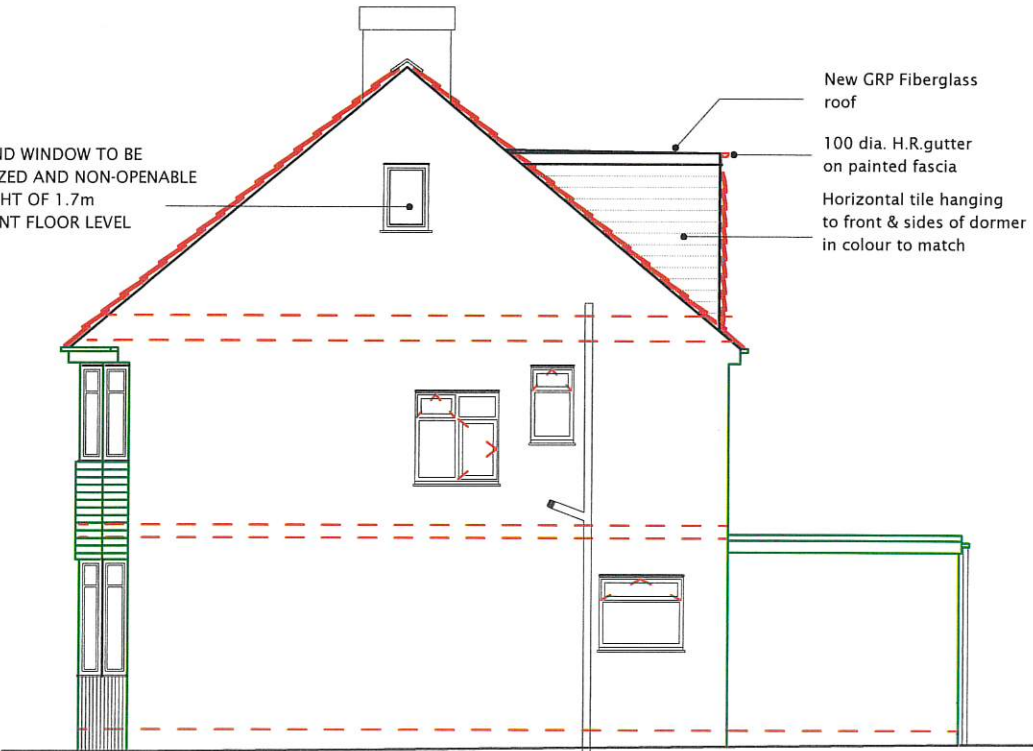 ND WINDOW TO BE
ZED AND NON-OPENABLE
HT OF 1.7m
NT FLOOR LEVEL
New GRP Fiberglass
roof
100 dia. H.R.gutter
on painted fascia
Horizontal tile hanging
to front & sides of dormer
in colour to match